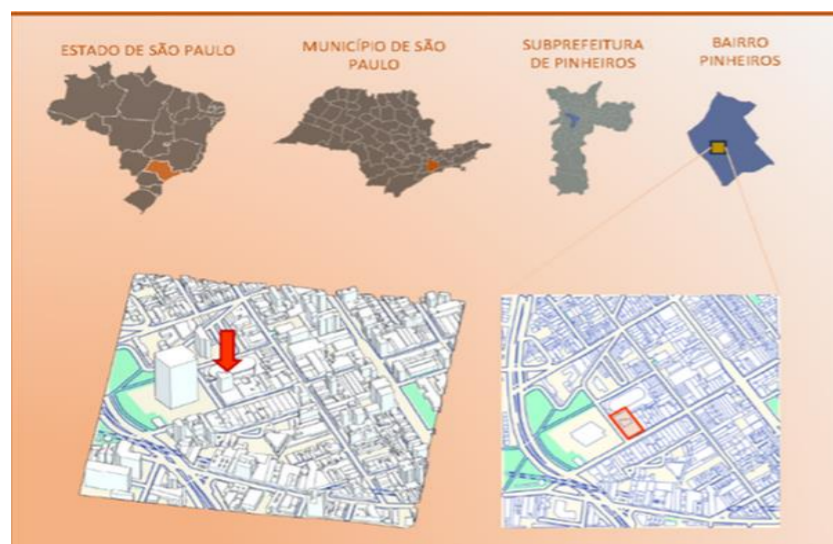 ESTADO DE SÃO PAULO
MUNICÍPIO DE SÃO
PAULO
SUBPREFEITURA
DE PINHEIROS
BAIRRO
PINHEIROS